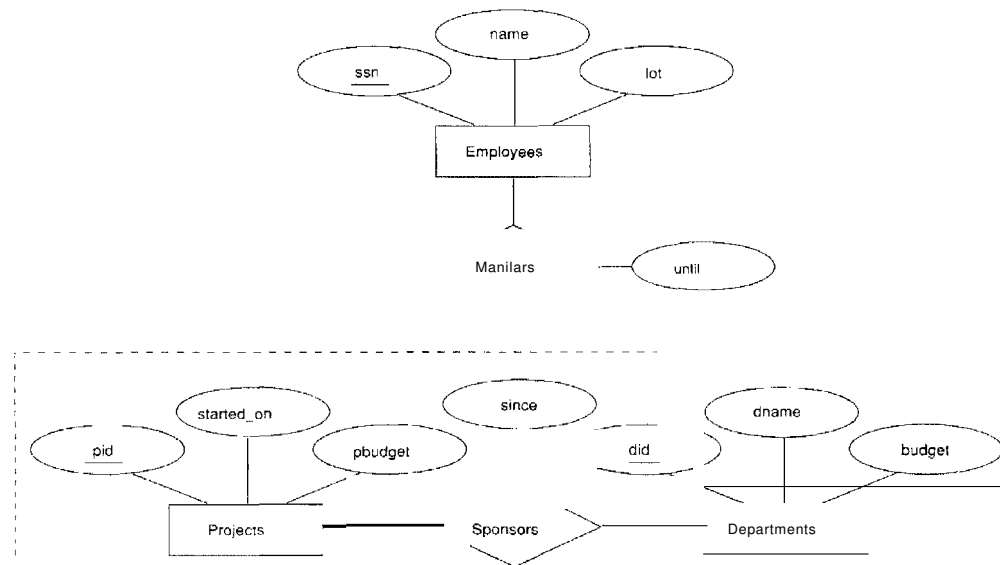 name
ssn
lot
Employees
Manilars
until
since
dname
started_on
pid
pbudget
did
budget
Projects
Sponsors
Departments